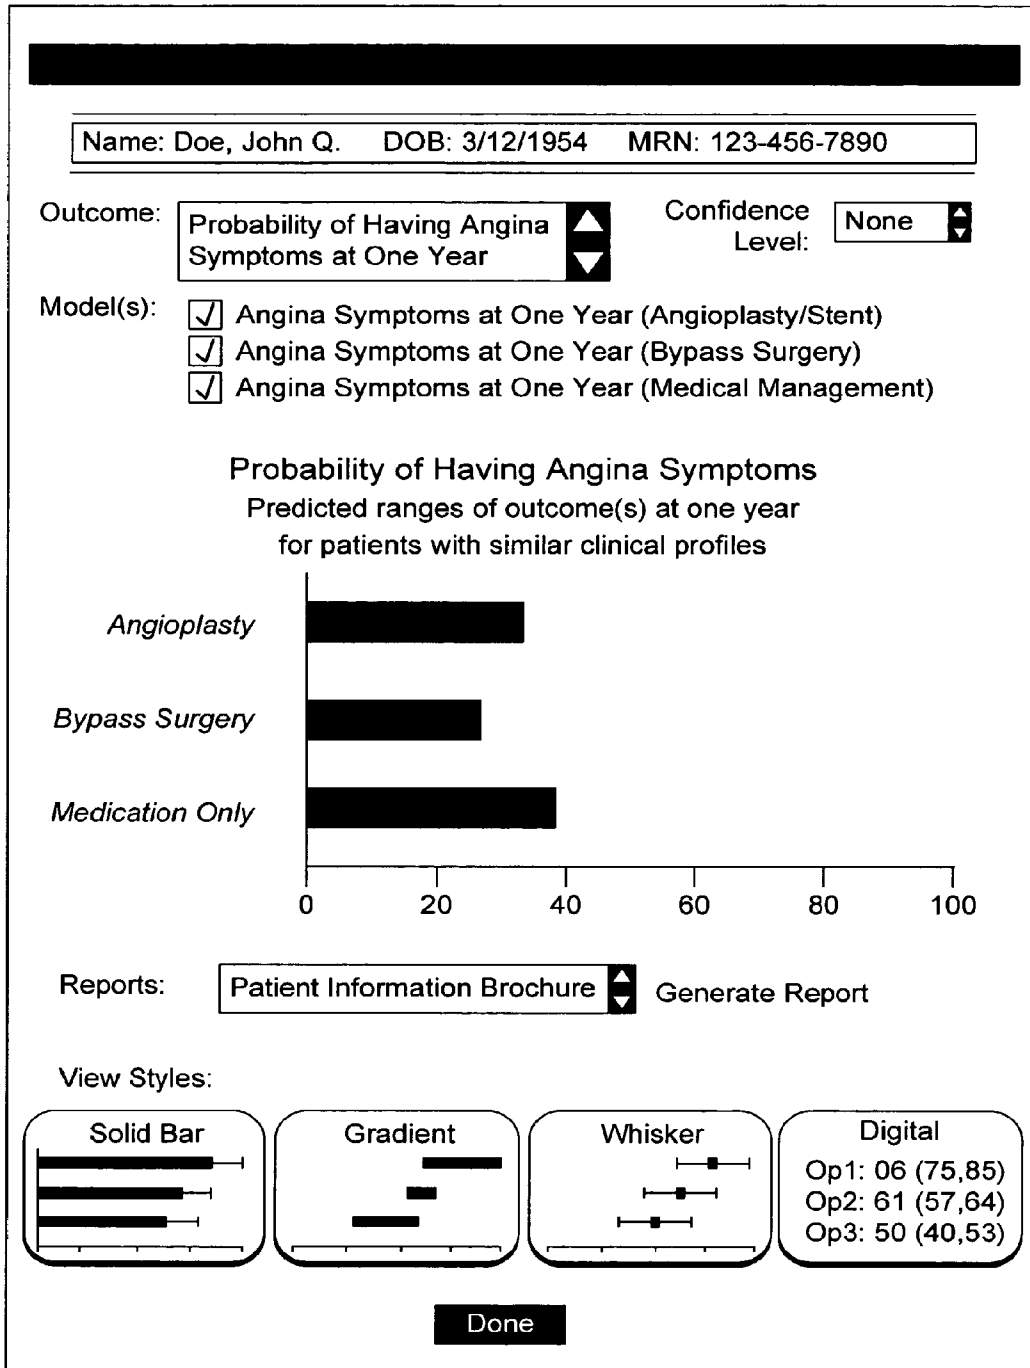 Name: Doe, John Q. DOB: 3/12/1954 MRN: 123-456-7890
Outcome:
Probability of Having Angina
Symptoms at One Year
Confidence
Level:
None
Model(s):
Angina Symptoms at One Year (Angioplasty/Stent)
Angina Symptoms at One Year (Bypass Surgery)
Angina Symptoms at One Year (Medical Management)
Probability of Having Angina Symptoms
Predicted ranges of outcome(s) at one year
for patients with similar clinical profiles
Angioplasty
Bypass Surgery
Medication Only
0 20 40 60 80 100
Reports:
Patient Information Brochure
Generate Report
View Styles:
Solid Bar
Gradient
Whisker
Digital
Op1: 06 (75,85)
Op2: 61 (57,64)
Op3: 50 (40,53)
Done